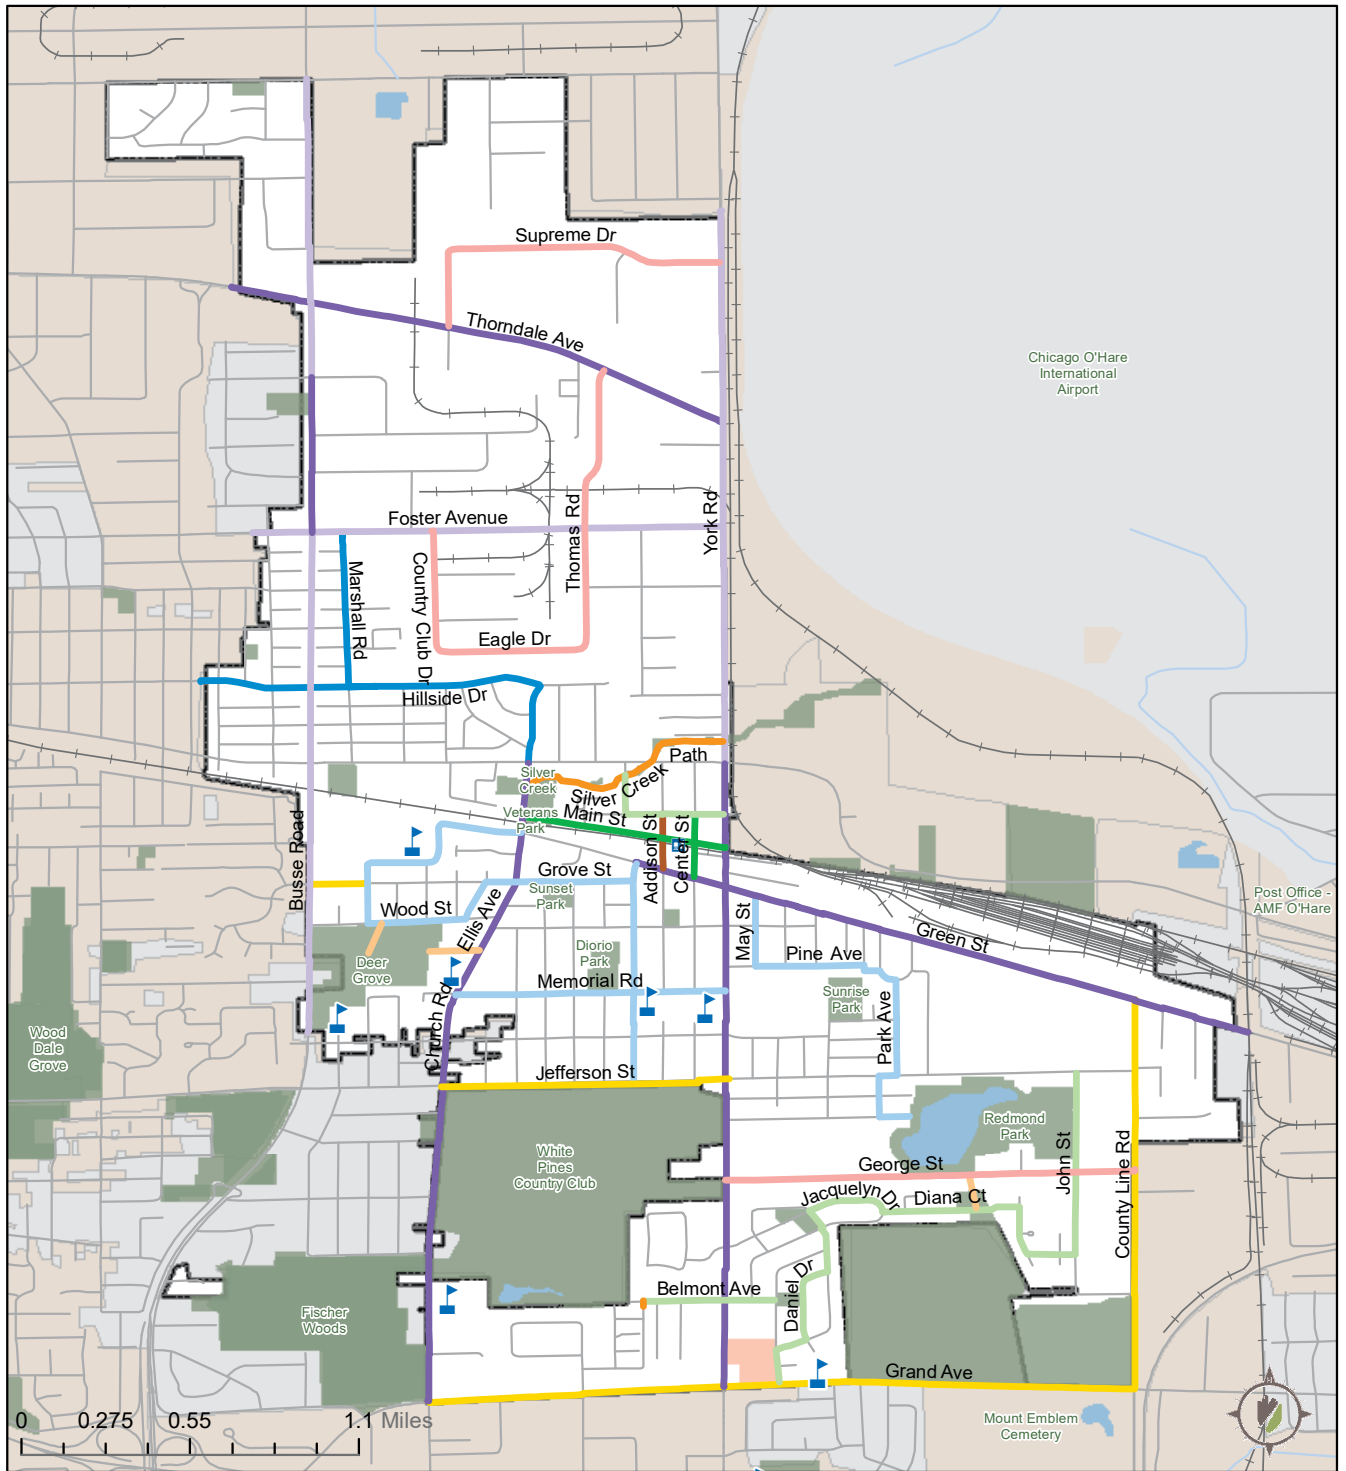 Supreme Dr
Thorndale Ave
Chicago O'Hare
International
Airport
Foster Avenue
Thomas Rd
York Rd
Marshall Rd
Country Club Dr
Eagle Dr
Hillside Dr
Path
Silver Creek
Silver
Creek
Main St
Veterans
Park
Busse Road
Addison St
Center St
Grove St
Sunset
Park
Post Office -
AMF O'Hare
Wood St
Ellis Ave
May St
Green St
Pine Ave
Diorio
Park
Deer
Grove
Memorial Rd
Sunrise
Park
Church Rd
Park Ave
Wood
Dale
Grove
Jefferson St
Redmond
Park
White
Pines
Country Club
George St
John St
County Line Rd
Jacquelyn Dr
Diana Ct
Belmont Ave
Daniel Dr
Fischer
Woods
Grand Ave
Mount Emblem
Cemetery
0 0.275 0.55 1.1 Miles